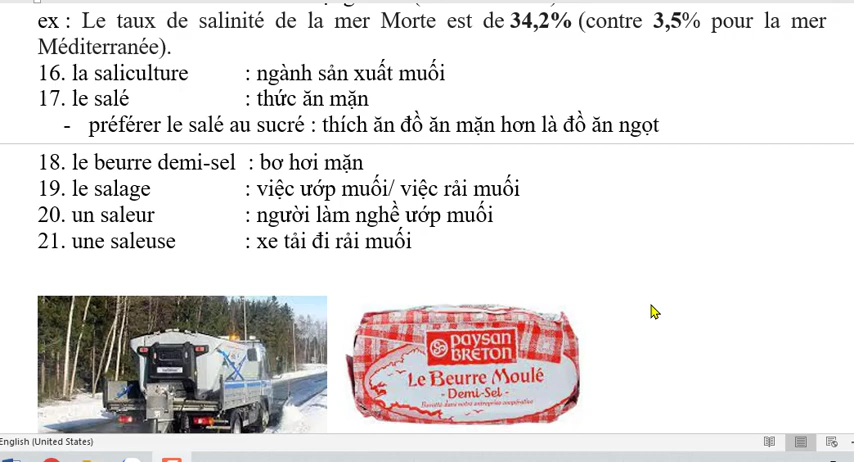 ex : Le taux de salinité de la mer Morte est de 34,2% (contre 3,5% pour la mer
Méditerranée).
16. la saliculture : ngành sản xuất muối
17. le salé : thức ăn mặn
- préférer le salé au sucré : thích ăn đồ ăn mặn hơn là đồ ăn ngọt
18. le beurre demi-sel : bơ hơi mặn
19. le salage : việc ướp muối/ việc rải muối
20. un saleur : người làm nghề ướp muối
21. une saleuse : xe tải đi rải muối
paysan
BRETON
Le Beurre Moulé
- Demi-Sel -
English (United States)